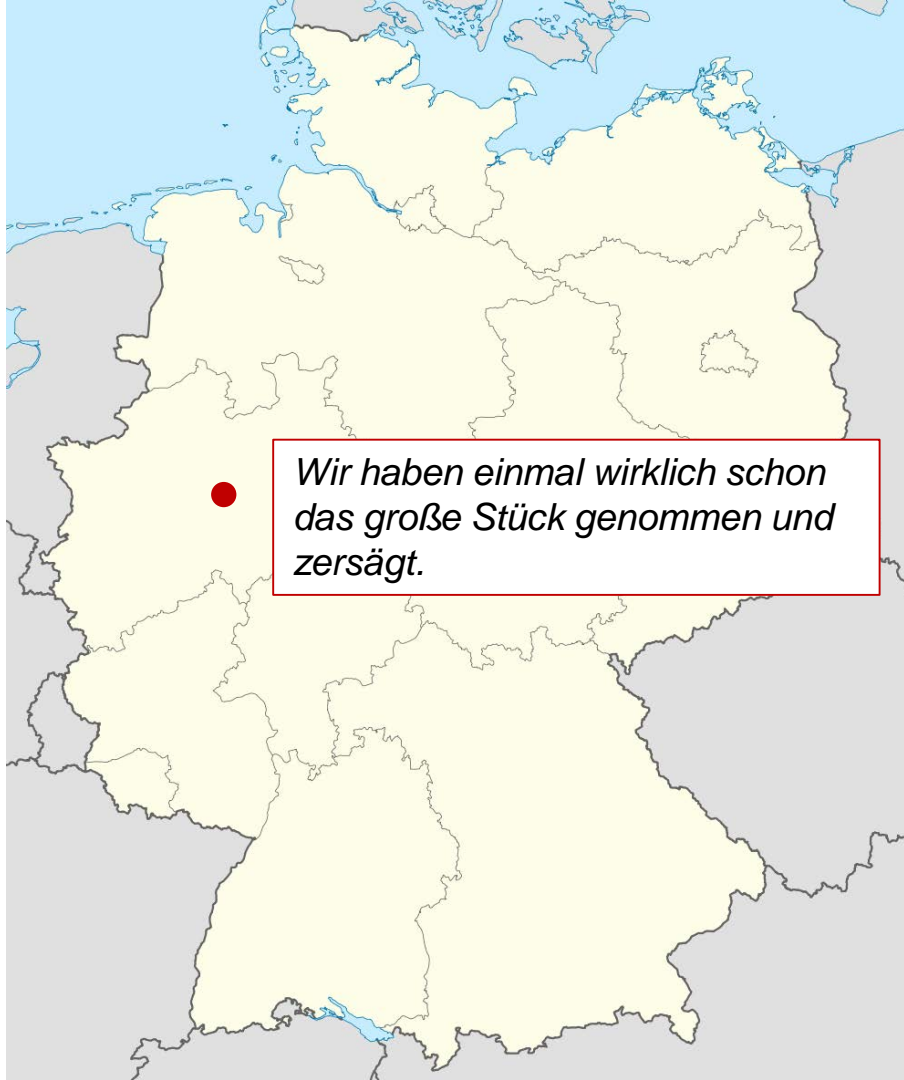 Wir haben einmal wirklich schon
das große Stück genommen und
zersägt.